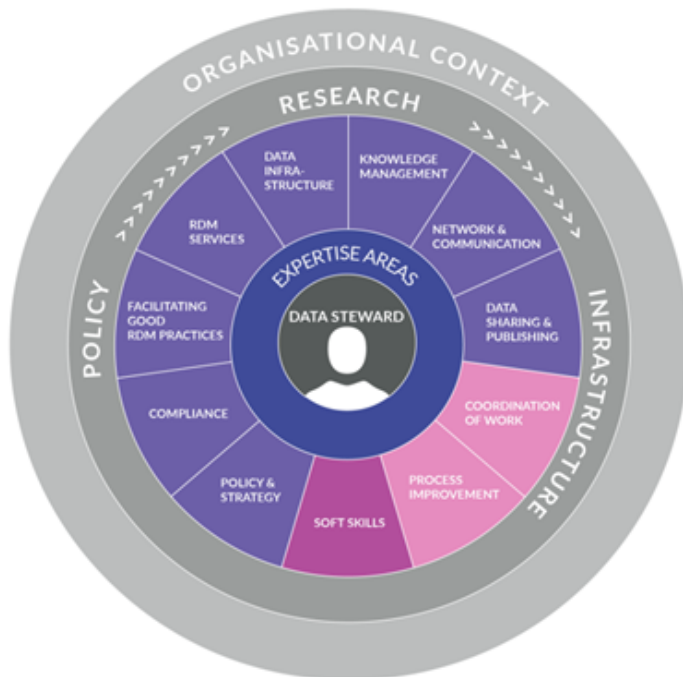 ORGANISATIONAL CONTEXT
RESEARCH
POLICY
INFRASTRUCTURE
>>>>>>>>>>
>>>>>>>>>>
DATA
INFRA-
STRUCTURE
KNOWLEDGE
MANAGEMENT
RDM
SERVICES
NETWORK &
COMMUNICATION
EXPERTISE AREAS
DATA STEWARD
FACILITATING
GOOD
RDM PRACTICES
DATA
SHARING &
PUBLISHING
COMPLIANCE
COORDINATION
OF WORK
POLICY &
STRATEGY
PROCESS
IMPROVEMENT
SOFT SKILLS